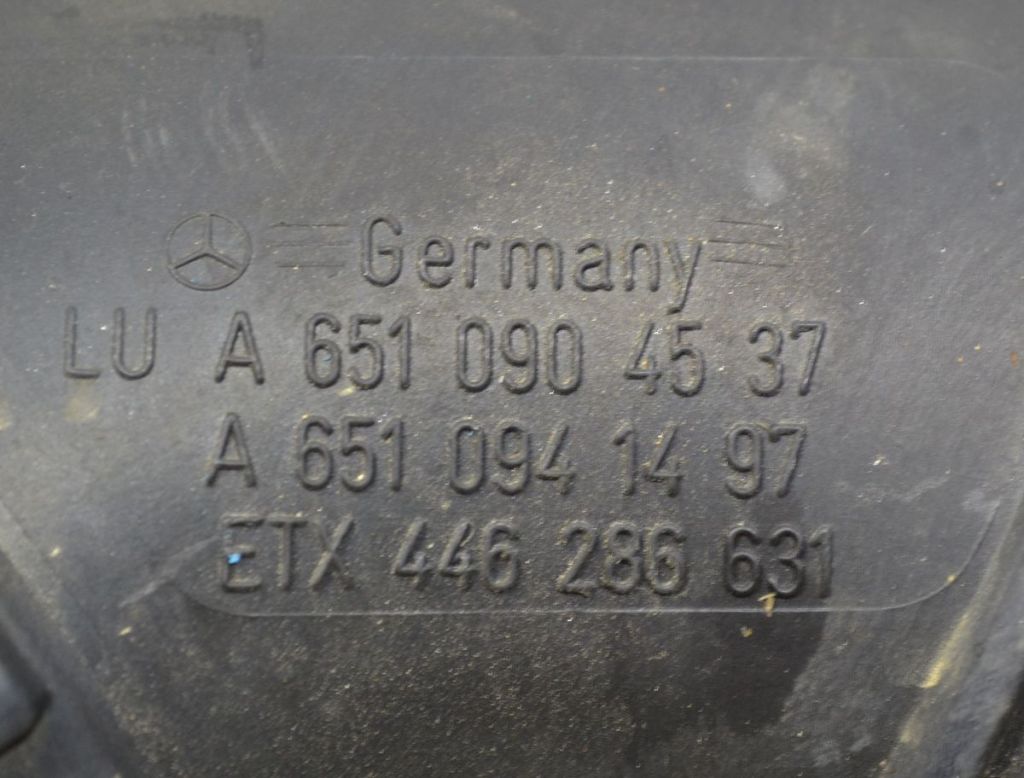 Germany
LU A 651 090 45 37
A 651 094 14 97
ETX 446 286 631